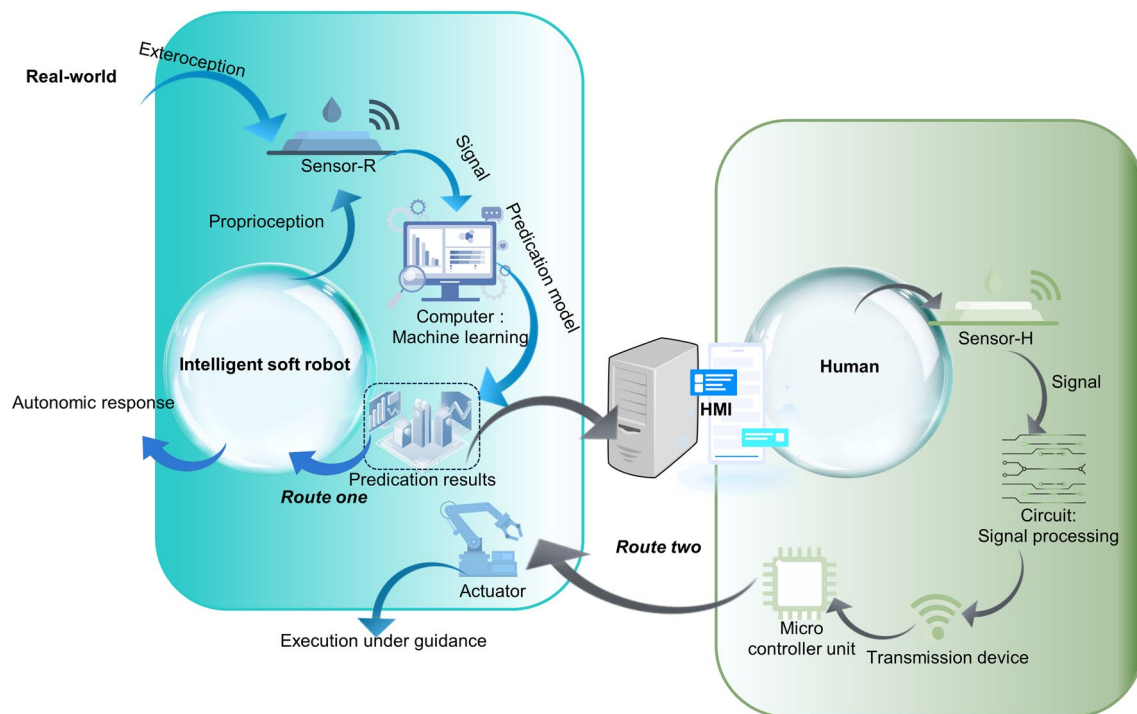 Exteroception
Real-world
Sensor-R
Signal
Proprioception
Predication model
Computer :
Machine learning
Intelligent soft robot
Autonomic response
Route one
Predication results
Actuator
Execution under guidance
HMI
Route two
Human
Sensor-H
Signal
Circuit:
Signal processing
Transmission device
Micro
controller unit